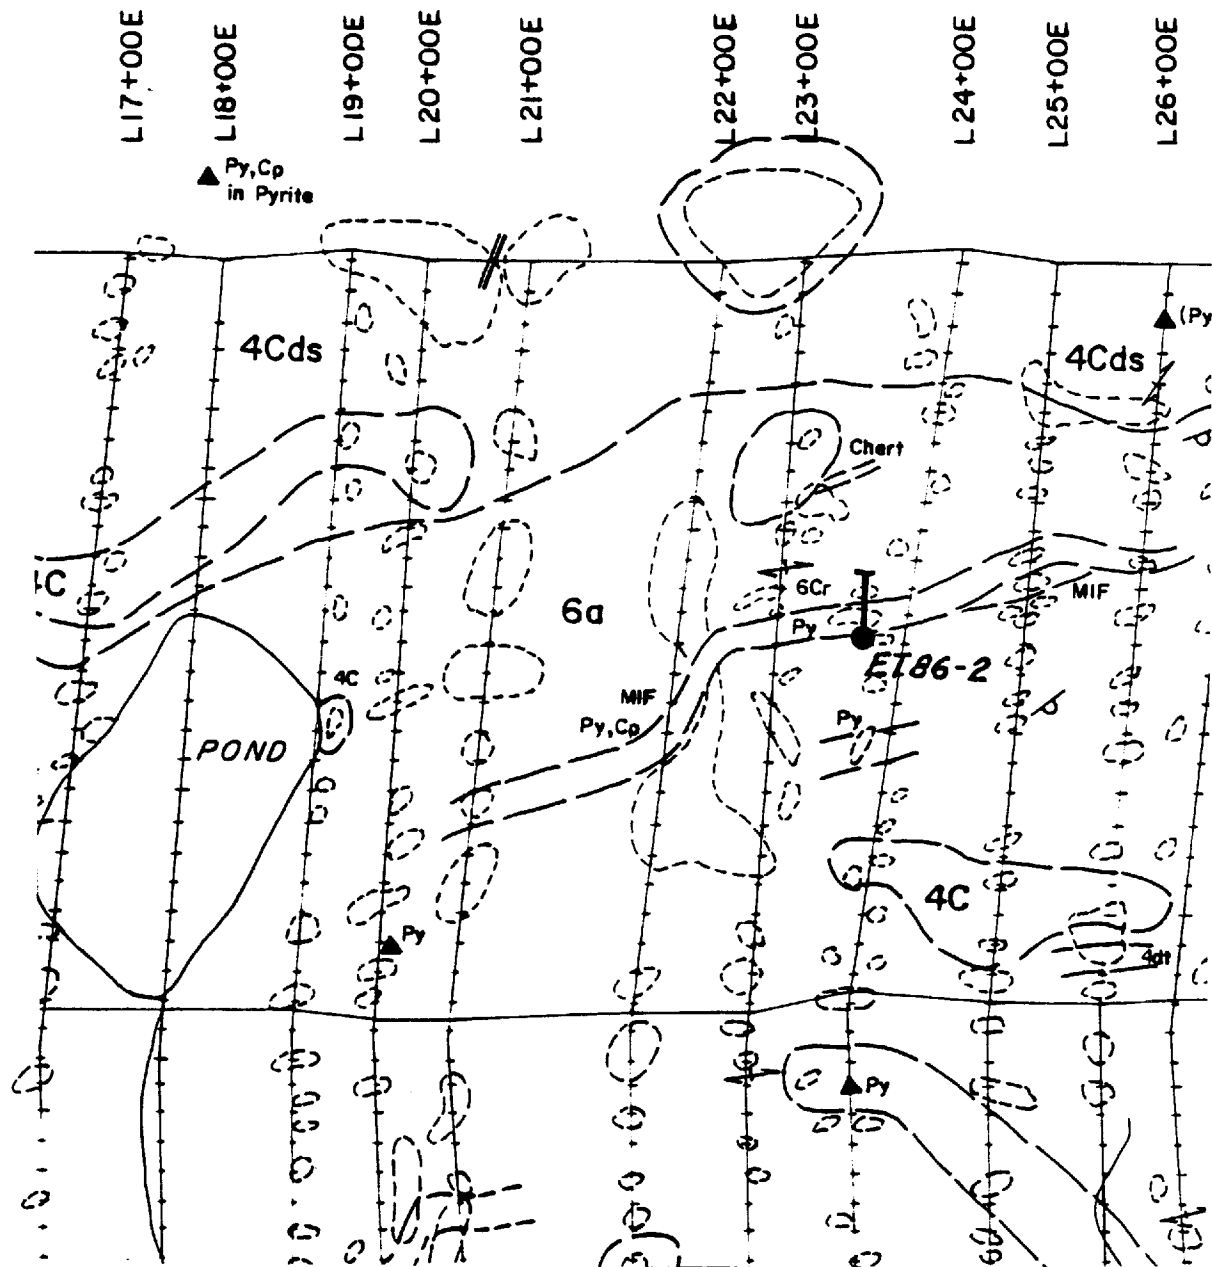 L17+00E
L18+00E
L19+00E
L20+00E
L21+00E
L22+00E
L23+00E
L24+00E
L25+00E
L26+00E
Py,Cp
in Pyrite
(Py
4Cds
4Cds
Chert
4C
6a
6Cr
MIF
Py
ET86-2
4C
MIF
Py,Cp
Py
POND
4C
Py
4dt
Py